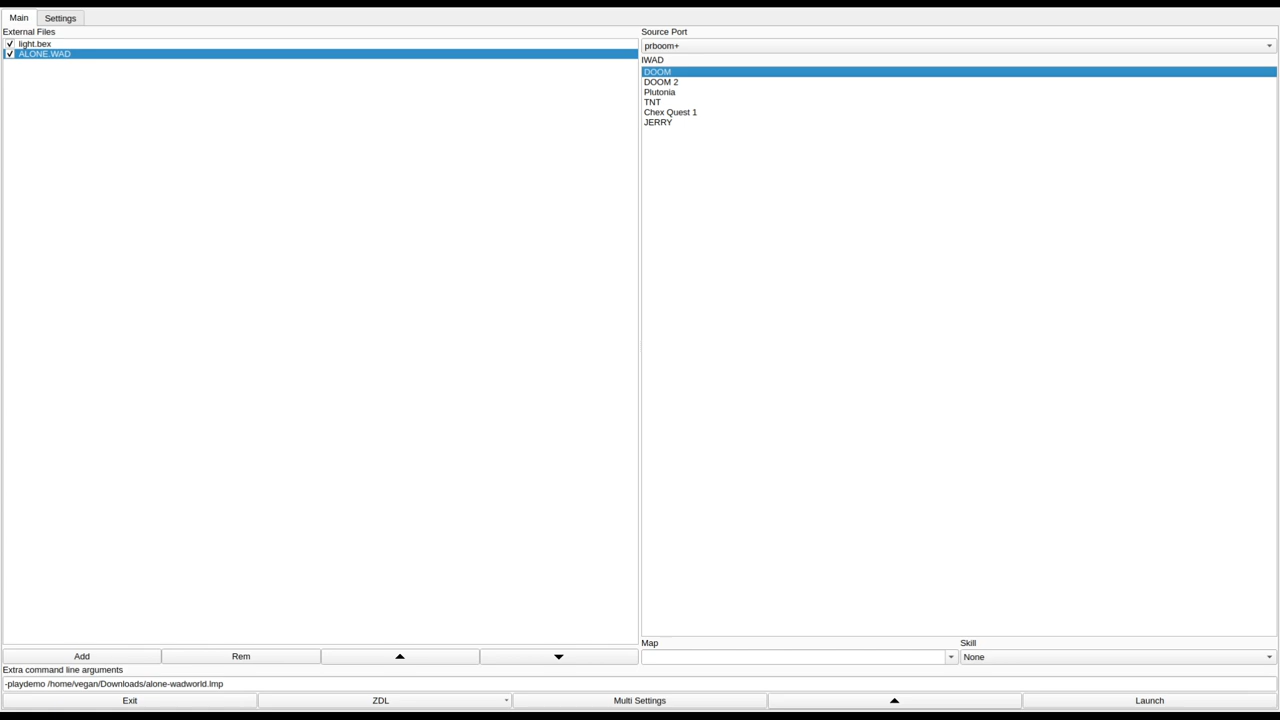 Main
Settings
External Files
light.bex
ALONE.WAD
Source Port
prboom+
IWAD
DOOM
DOOM 2
Plutonia
TNT
Chex Quest 1
JERRY
Add
Rem
Map
Skill
None
Extra command line arguments
-playdemo /home/vegan/Downloads/alone-wadworld.lmp
Exit
ZDL
Multi Settings
Launch